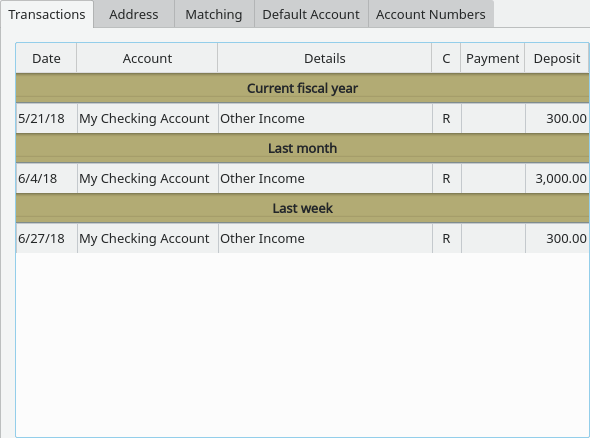 Transactions Address Matching Default Account Account Numbers
Date Account Details C Payment Deposit
Current fiscal year
5/21/18 My Checking Account Other Income R 300.00
Last month
6/4/18 My Checking Account Other Income R 3,000.00
Last week
6/27/18 My Checking Account Other Income R 300.00